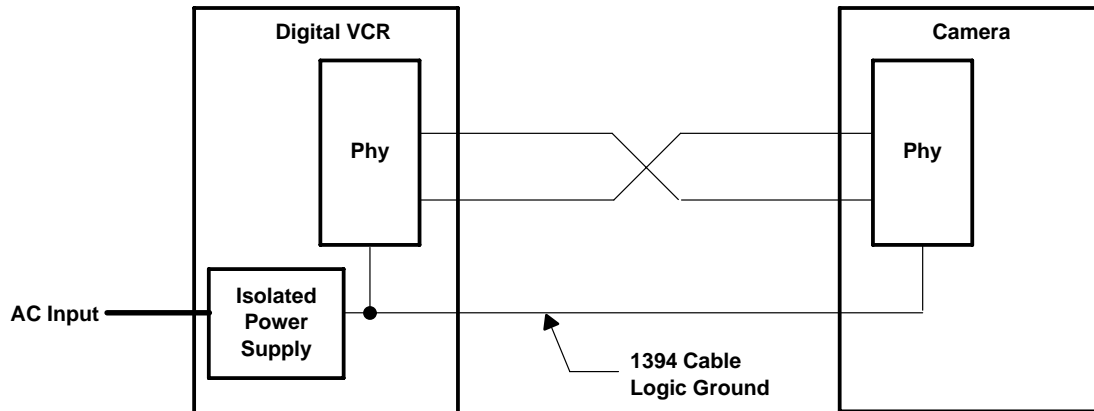 Digital VCR
Camera
Phy
Phy
AC Input
Isolated
Power
Supply
1394 Cable
Logic Ground